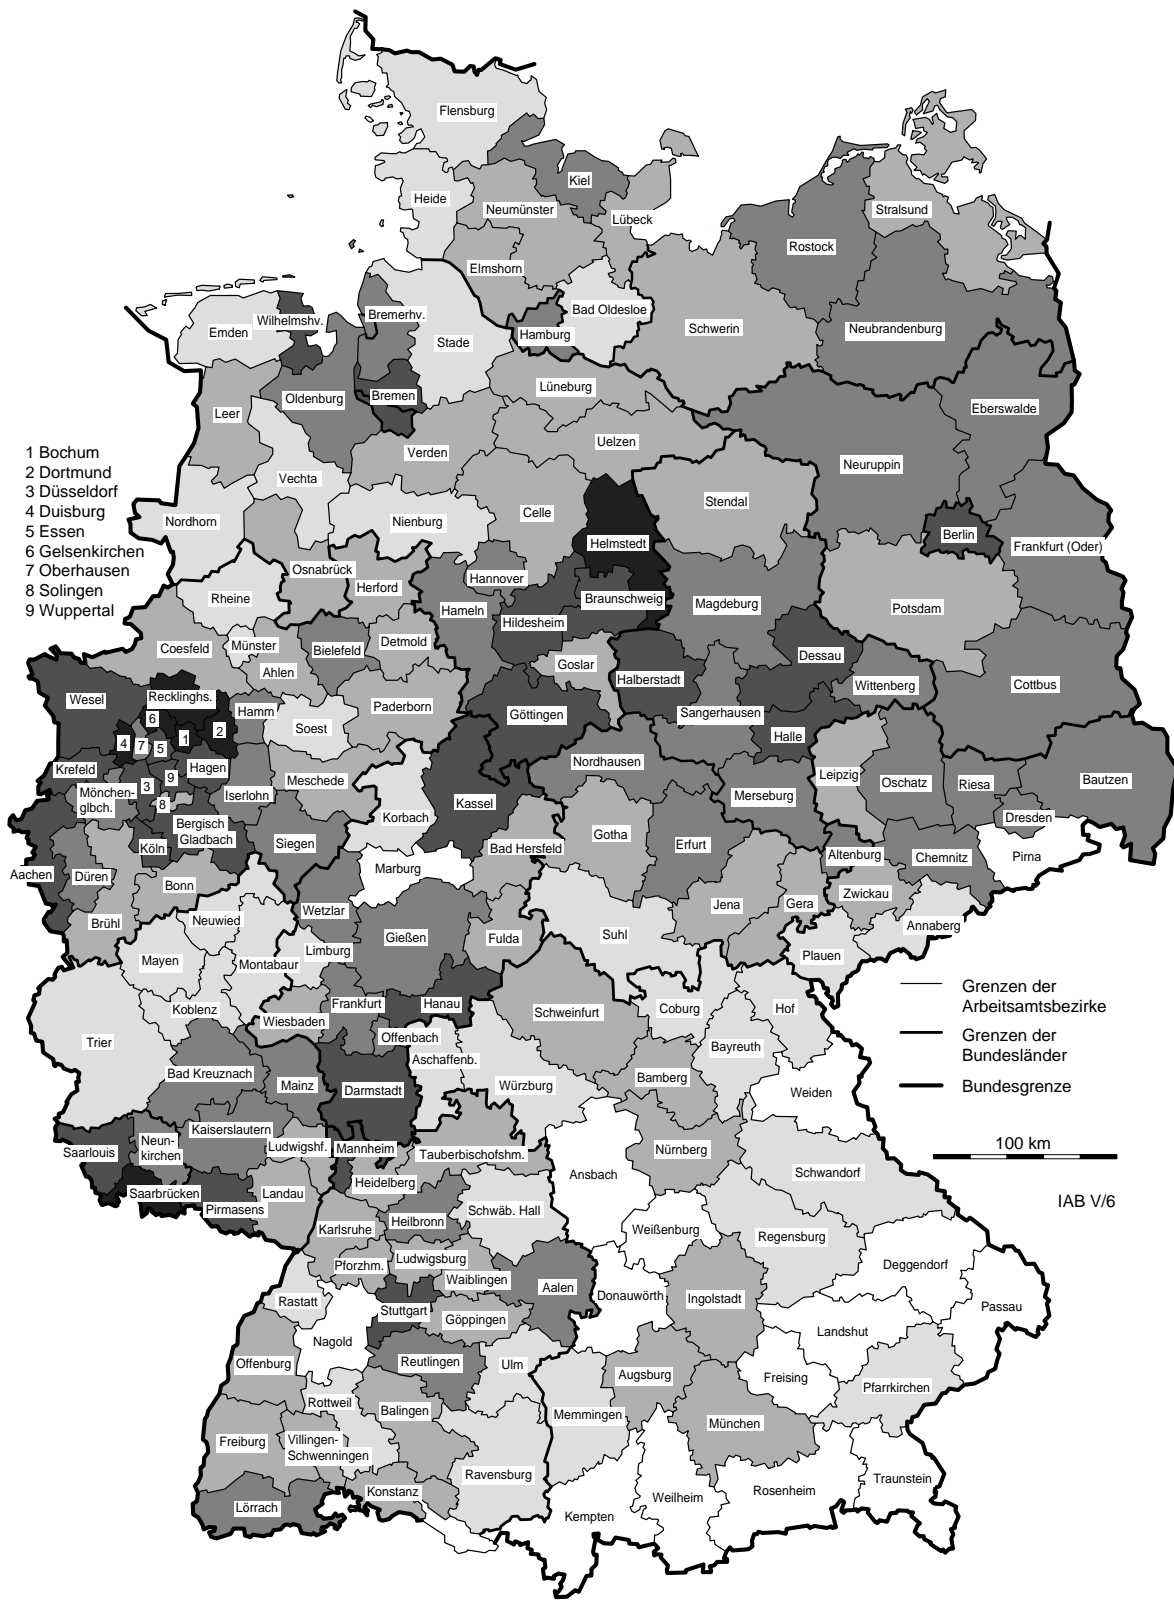 Flensburg
Kiel
Heide
Neumünster
Lübeck
Stralsund
Rostock
Elmshorn
Bad Oldesloe
Wilhelmshv.
Bremerhv.
Emden
Hamburg
Schwerin
Neubrandenburg
Stade
Lüneburg
Oldenburg
Bremen
Eberswalde
Leer
Uelzen
1 Bochum
2 Dortmund
3 Düsseldorf
4 Duisburg
5 Essen
6 Gelsenkirchen
7 Oberhausen
8 Solingen
9 Wuppertal
Verden
Neuruppin
Vechta
Stendal
Nordhorn
Nienburg
Celle
Berlin
Helmstedt
Frankfurt (Oder)
Osnabrück
Hannover
Herford
Rheine
Braunschweig
Magdeburg
Potsdam
Hameln
Hildesheim
Münster
Coesfeld
Bielefeld
Detmold
Dessau
Ahlen
Goslar
Halberstadt
Wittenberg
Cottbus
Wesel
Recklinghs.
Paderborn
Hamm
Göttingen
Sangerhausen
6
Soest
2
1
4
7
5
Halle
Krefeld
Hagen
Nordhausen
Leipzig
Meschede
9
3
Mönchen-
glbch.
Iserlohn
Merseburg
Oschatz
Riesa
Bautzen
8
Kassel
Korbach
Dresden
Bergisch
Gladbach
Siegen
Köln
Bad Hersfeld
Gotha
Erfurt
Altenburg
Chemnitz
Pirna
Aachen
Düren
Bonn
Marburg
Zwickau
Wetzlar
Jena
Gera
Brühl
Neuwied
Gießen
Fulda
Suhl
Annaberg
Limburg
Plauen
Mayen
Montabaur
Grenzen der
Arbeitsamtsbezirke
Grenzen der
Bundesländer
Bundesgrenze
Koblenz
Frankfurt
Hanau
Wiesbaden
Schweinfurt
Coburg
Hof
Trier
Offenbach
Bayreuth
Aschaffenb.
Bad Kreuznach
Mainz
Darmstadt
Würzburg
Bamberg
Weiden
Kaiserslautern
100 km
Saarlouis
Neun-
kirchen
Ludwigshf.
Mannheim
Tauberbischofshm.
Nürnberg
Ansbach
Schwandorf
Heidelberg
Saarbrücken
Landau
Pirmasens
IAB V/6
Schwäb. Hall
Karlsruhe
Heilbronn
Weißenburg
Regensburg
Pforzhm.
Ludwigsburg
Deggendorf
Waiblingen
Aalen
Rastatt
Donauwörth
Ingolstadt
Passau
Stuttgart
Göppingen
Landshut
Nagold
Offenburg
Reutlingen
Ulm
Augsburg
Freising
Pfarrkirchen
Rottweil
Balingen
Memmingen
München
Freiburg
Villingen-
Schwenningen
Ravensburg
Traunstein
Lörrach
Konstanz
Rosenheim
Weilheim
Kempten